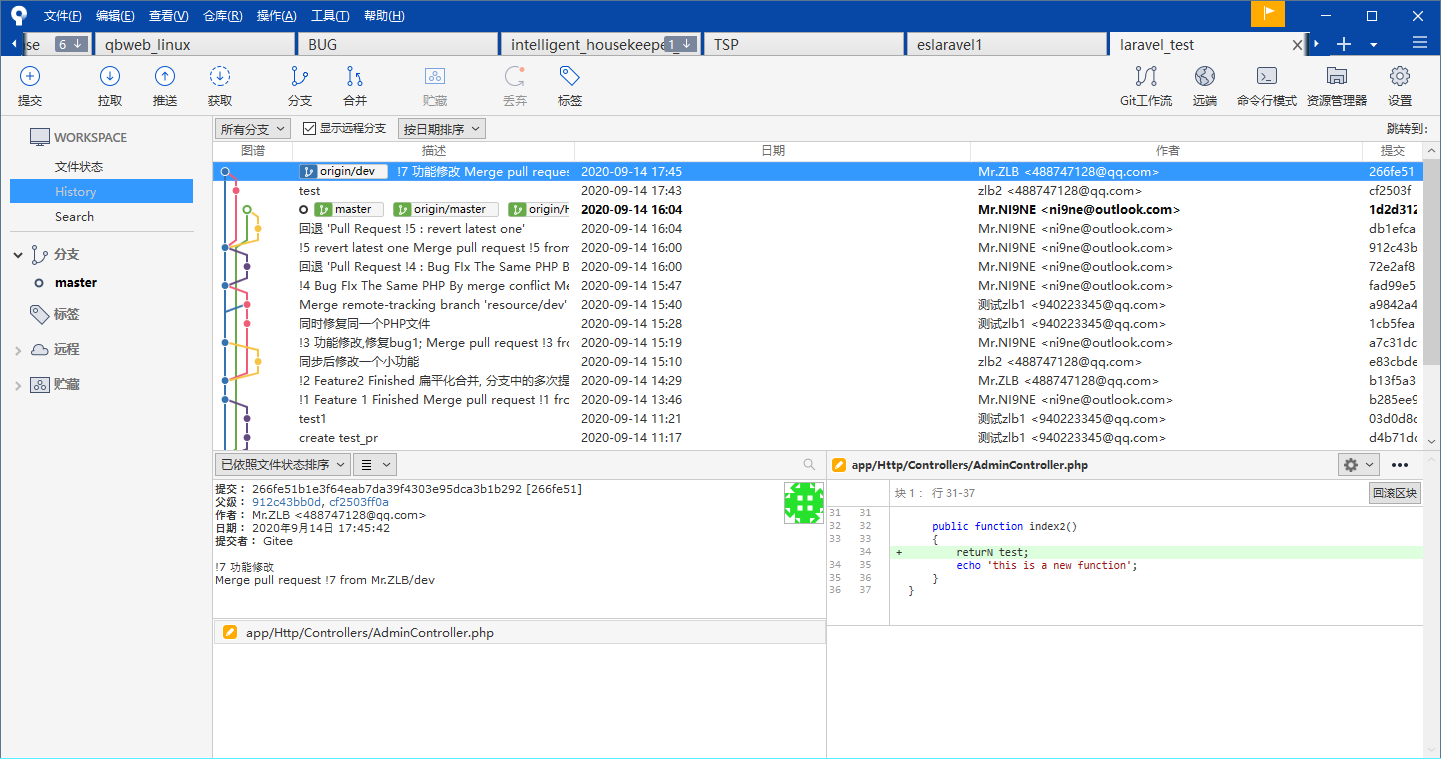 文件(F) 编辑(E) 查看(V) 仓库(R) 操作(A) 工具(T) 帮助(H)
se 6 qbweb_linux BUG intelligent_housekeepe 1 TSP eslaravel1 laravel_test
提交 拉取 推送 获取 分支 合并 贮藏 丢弃 标签 Git工作流 远端 命令行模式 资源管理器 设置
WORKSPACE
文件状态
History
Search
分支
master
标签
远程
贮藏
所有分支 显示远程分支 按日期排序 跳转到:
图谱 描述 日期 作者 提交
origin/dev !7 功能修改 Merge pull reques 2020-09-14 17:45 Mr.ZLB <488747128@qq.com> 266fe51
test 2020-09-14 17:43 zlb2 <488747128@qq.com> cf2503f
master origin/master origin/H 2020-09-14 16:04 Mr.NI9NE <ni9ne@outlook.com> 1d2d312
回退 'Pull Request !5 : revert latest one' 2020-09-14 16:04 Mr.NI9NE <ni9ne@outlook.com> db1efca
!5 revert latest one Merge pull request !5 from 2020-09-14 16:00 Mr.NI9NE <ni9ne@outlook.com> 912c43b
回退 'Pull Request !4 : Bug FIx The Same PHP B 2020-09-14 16:00 Mr.NI9NE <ni9ne@outlook.com> 72e2af8
!4 Bug FIx The Same PHP By merge conflict Me 2020-09-14 15:47 Mr.NI9NE <ni9ne@outlook.com> fad99e5
Merge remote-tracking branch 'resource/dev' 2020-09-14 15:40 测试zlb1 <940223345@qq.com> a9842a4
同时修复同一个PHP文件 2020-09-14 15:28 测试zlb1 <940223345@qq.com> 1cb5fea
!3 功能修改,修复bug1; Merge pull request !3 fro 2020-09-14 15:19 Mr.NI9NE <ni9ne@outlook.com> a7c31dc
同步后修改一个小功能 2020-09-14 15:10 zlb2 <488747128@qq.com> e83cbde
!2 Feature2 Finished 扁平化合并, 分支中的多次提 2020-09-14 14:29 Mr.ZLB <488747128@qq.com> b13f5a3
!1 Feature 1 Finished Merge pull request !1 fro 2020-09-14 13:46 Mr.NI9NE <ni9ne@outlook.com> b285ee9
test1 2020-09-14 11:21 测试zlb1 <940223345@qq.com> 03d0d8c
create test_pr 2020-09-14 11:17 测试zlb1 <940223345@qq.com> d4b71dc
已依照文件状态排序
提交： 266fe51b1e3f64eab7da39f4303e95dca3b1b292 [266fe51]
父级： 912c43bb0d, cf2503ff0a
作者： Mr.ZLB <488747128@qq.com>
日期： 2020年9月14日 17:45:42
提交者： Gitee
!7 功能修改
Merge pull request !7 from Mr.ZLB/dev
app/Http/Controllers/AdminController.php
app/Http/Controllers/AdminController.php
块 1： 行 31-37 回滚区块
31 31
32 32 public function index2()
33 33 {
34 + returN test;
34 35 echo 'this is a new function';
35 36 }
36 37 }